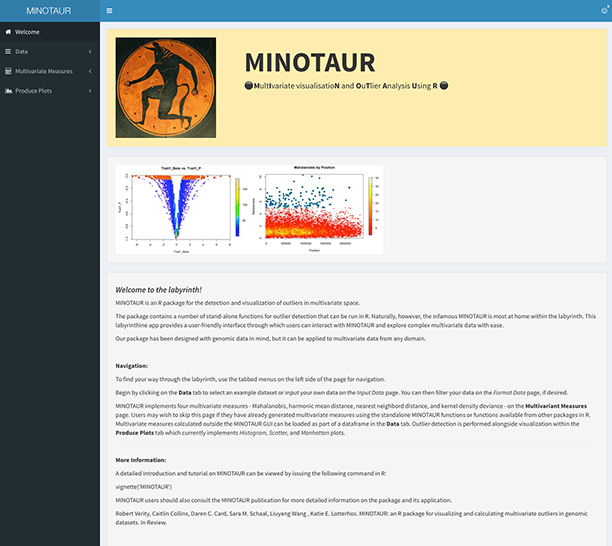 MINOTAUR
Welcome
Data
Multivariate Measures
Produce Plots
MINOTAUR
MultIvariate visualisatioN and OuTlier Analysis Using R
Trait1_Beta vs. Trait1_P
Mahalanobis by Position
Trait1_P
Mahalanobis
Trait1_Beta
Position
Welcome to the labyrinth!
MINOTAUR is an R package for the detection and visualization of outliers in multivariate space.
The package contains a number of stand-alone functions for outlier detection that can be run in R. Naturally, however, the infamous MINOTAUR is most at home within the labyrinth. This
labyrinthine app provides a user-friendly interface through which users can interact with MINOTAUR and explore complex multivariate data with ease.
Our package has been designed with genomic data in mind, but it can be applied to multivariate data from any domain.
Navigation:
To find your way through the labyrinth, use the tabbed menus on the left side of the page for navigation.
Begin by clicking on the Data tab to select an example dataset or input your own data on the Input Data page. You can then filter your data on the Format Data page, if desired.
MINOTAUR implements four multivariate measures - Mahalanobis, harmonic mean distance, nearest neighbord distance, and kernel density deviance - on the Multivariant Measures
page. Users may wish to skip this page if they have already generated multivariate measures using the standalone MINOTAUR functions or functions available from other packages in R.
Multivariate measures calculated outside the MINOTAUR GUI can be loaded as part of a dataframe in the Data tab. Outlier detection is performed alongside visualization within the
Produce Plots tab which currently implements Histogram, Scatter, and Manhattan plots.
More Information:
A detailed introduction and tutorial on MINOTAUR can be viewed by issuing the following command in R:
vignette('MINOTAUR')
MINOTAUR users should also consult the MINOTAUR publication for more detailed information on the package and its application.
Robert Verity, Caitlin Collins, Daren C. Card, Sara M. Schaal, Liuyang Wang , Katie E. Lotterhos. MINOTAUR: an R package for visualizing and calculating multivariate outliers in genomic
datasets. In Review.